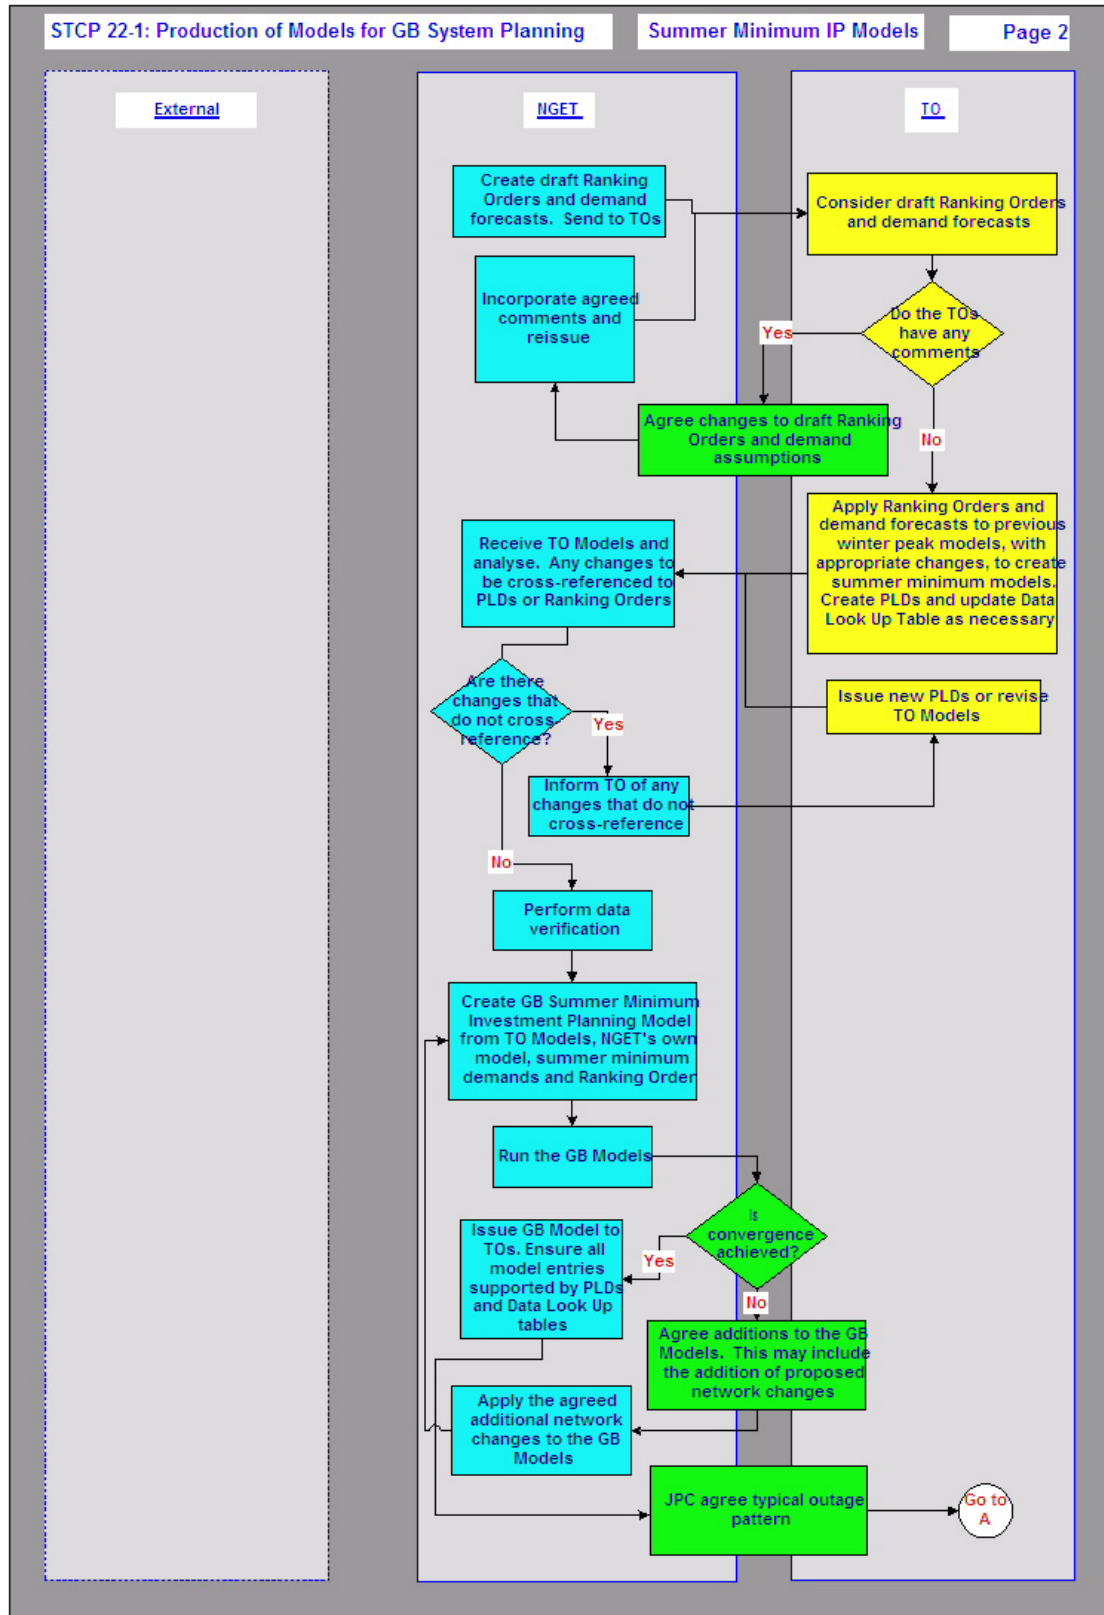 STCP 22-1: Production of Models for GB System Planning
Summer Minimum IP Models
Page 2
External
NGET
TO
Create draft Ranking
Orders and demand
forecasts. Send to TOs
Consider draft Ranking Orders
and demand forecasts
Incorporate agreed
comments and
reissue
Do the TOs
have any
comments
Yes
No
Agree changes to draft Ranking
Orders and demand
assumptions
Apply Ranking Orders and
demand forecasts to previous
winter peak models, with
appropriate changes, to create
summer minimum models.
Create PLDs and update Data
Look Up Table as necessary
Receive TO Models and
analyse. Any changes to
be cross-referenced to
PLDs or Ranking Orders
Are there
changes that
do not cross-
reference?
Yes
Issue new PLDs or revise
TO Models
Inform TO of any
changes that do not
cross-reference
No
Perform data
verification
Create GB Summer Minimum
Investment Planning Model
from TO Models, NGET's own
model, summer minimum
demands and Ranking Order
Run the GB Models
Is
convergence
achieved?
Yes
No
Issue GB Model to
TOs. Ensure all
model entries
supported by PLDs
and Data Look Up
tables
Agree additions to the GB
Models. This may include
the addition of proposed
network changes
Apply the agreed
additional network
changes to the GB
Models
JPC agree typical outage
pattern
Go to
A